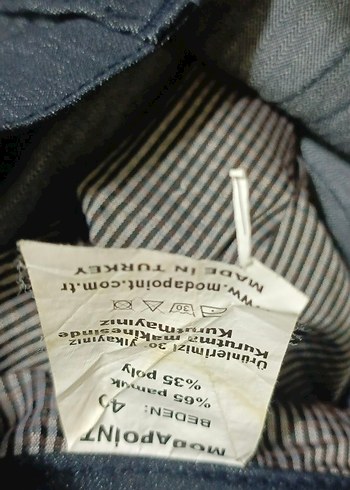 MODAPOINT
BEDEN:
%65 pamuk
%35 poly
Ürünlerimizi 30° yıkayınız
Kurutma makinesinde
Kurutmayınız
30
www.modapoint.com.tr
MADE IN TURKEY